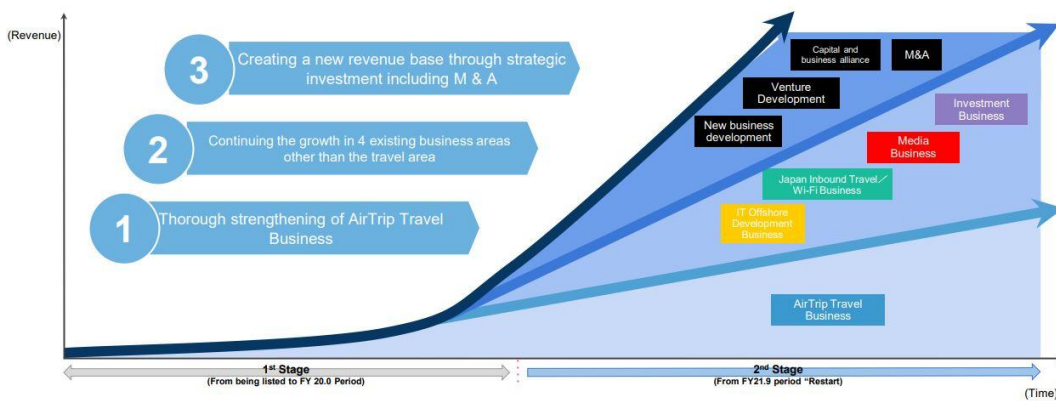 (Revenue)
3
Creating a new revenue base through strategic
investment including M & A
2
Continuing the growth in 4 existing business areas
other than the travel area
1
Thorough strengthening of AirTrip Travel
Business
Capital and
business alliance
M&A
Venture
Development
Investment
Business
New business
development
Media
Business
Japan Inbound Travel／
Wi-Fi Business
IT Offshore
Development
Business
AirTrip Travel
Business
1st Stage
(From being listed to FY 20.0 Period)
2nd Stage
(From FY21.9 period “Restart)
(Time)